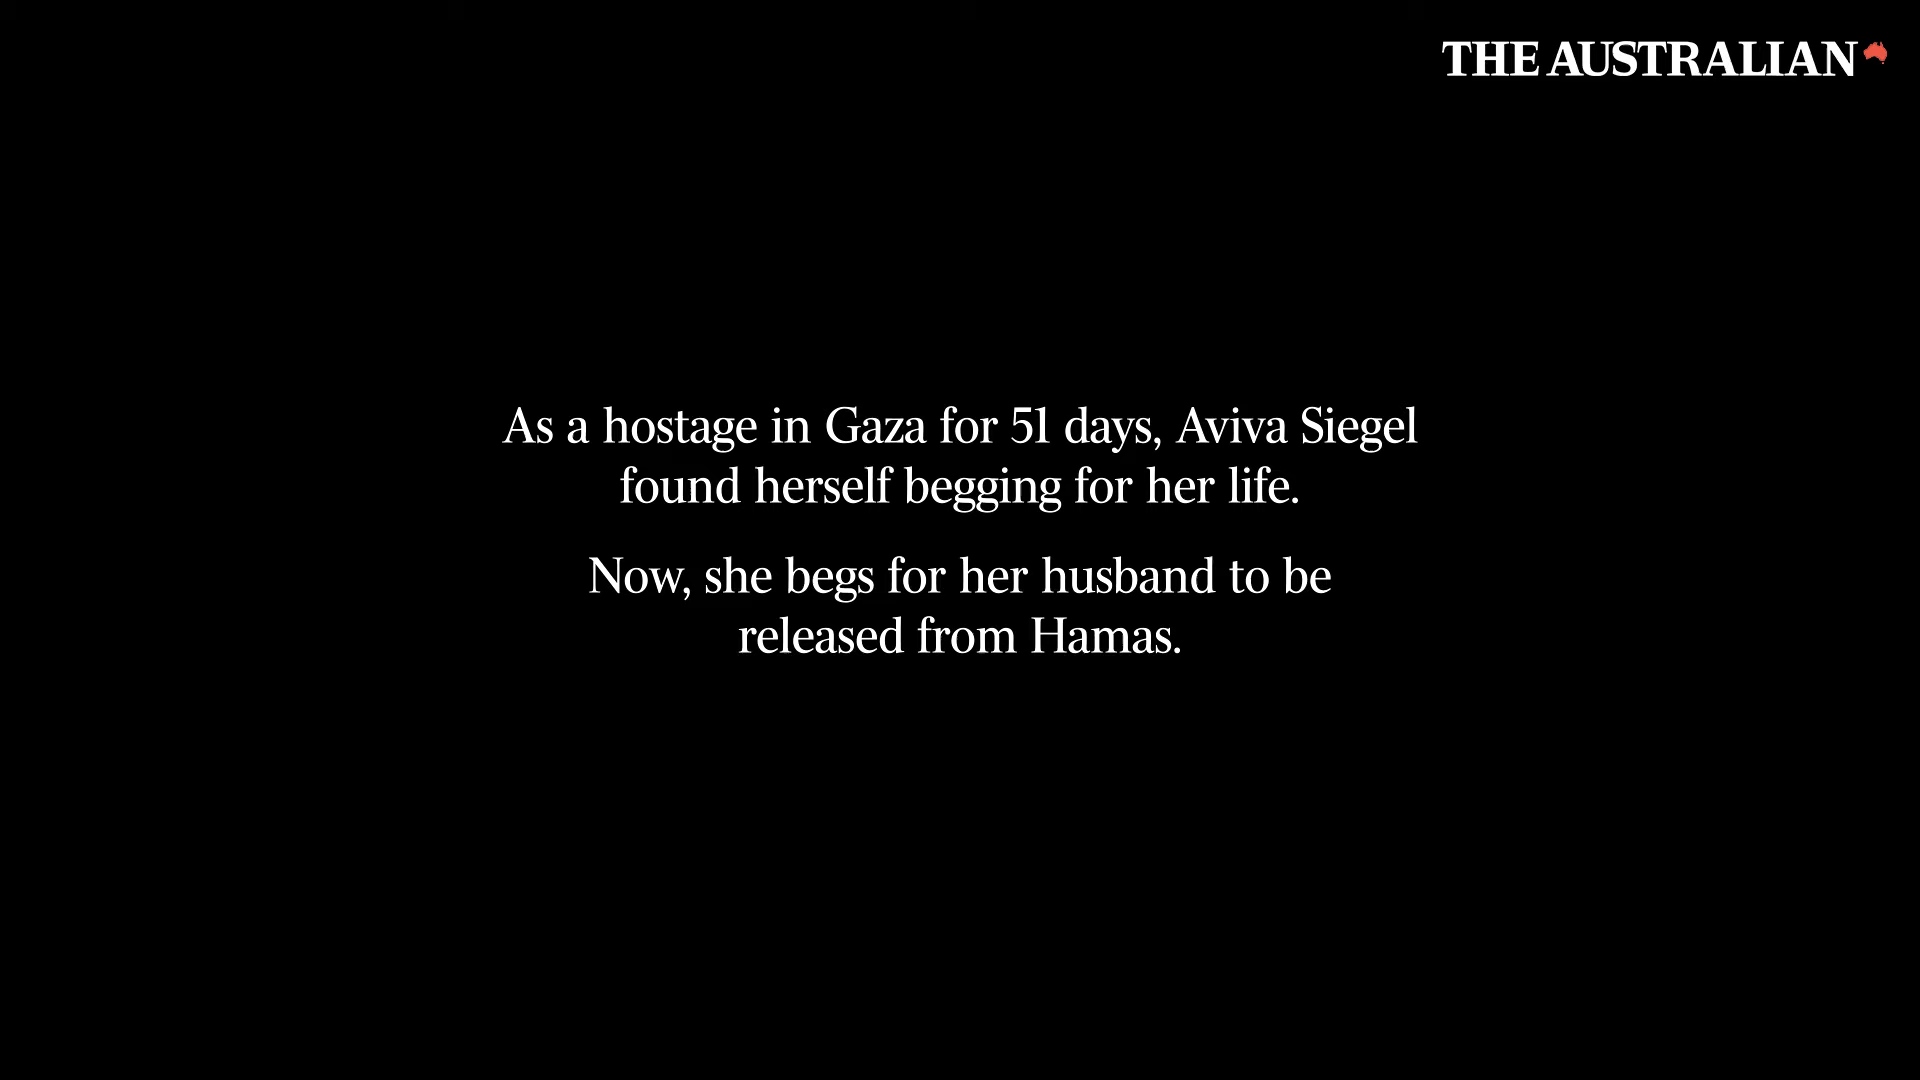 THE AUSTRALIAN
As a hostage in Gaza for 51 days, Aviva Siegel
found herself begging for her life.
Now, she begs for her husband to be
released from Hamas.